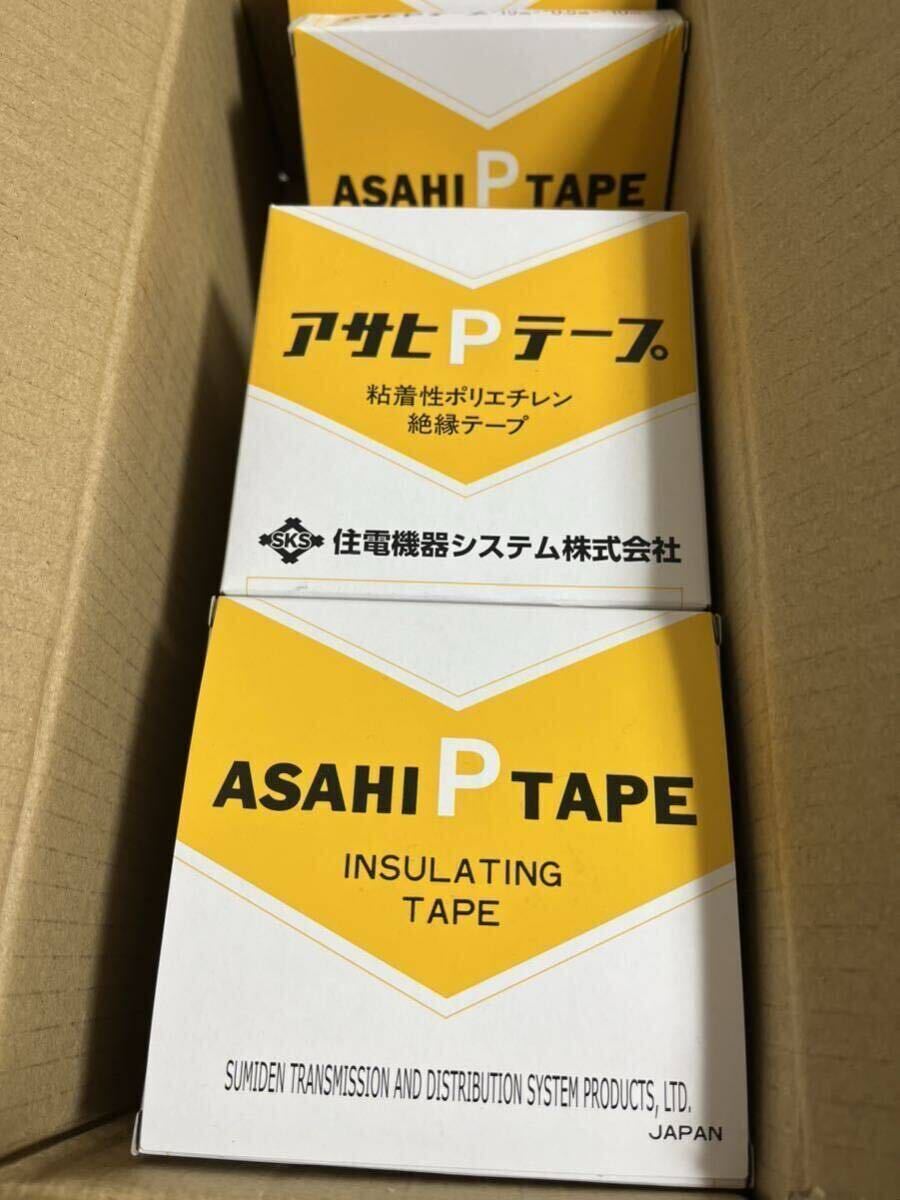 ASAHI P TAPE
アサヒ P テープ。
粘着性ポリエチレン
絶縁テープ
SKS 住電機器システム株式会社
ASAHI P TAPE
INSULATING
TAPE
SUMIDEN TRANSMISSION AND DISTRIBUTION SYSTEM PRODUCTS, LTD.
JAPAN